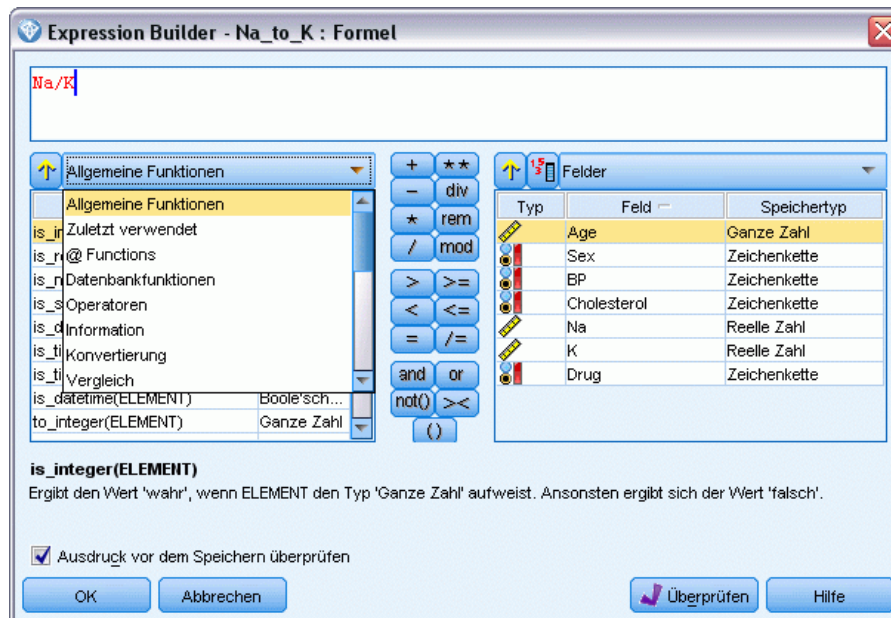 Expression Builder - Na_to_K : Formel
Na/K
Allgemeine Funktionen
Allgemeine Funktionen
Zuletzt verwendet
@ Functions
Datenbankfunktionen
Operatoren
Information
Konvertierung
Vergleich
is_datetime(ELEMENT) Boole'sch...
to_integer(ELEMENT) Ganze Zahl
+ **
- div
* rem
/ mod
> >=
< <=
= /=
and or
not() ><
()
Felder
Typ Feld Speichertyp
Age Ganze Zahl
Sex Zeichenkette
BP Zeichenkette
Cholesterol Zeichenkette
Na Reelle Zahl
K Reelle Zahl
Drug Zeichenkette
is_integer(ELEMENT)
Ergibt den Wert 'wahr', wenn ELEMENT den Typ 'Ganze Zahl' aufweist. Ansonsten ergibt sich der Wert 'falsch'.
Ausdruck vor dem Speichern überprüfen
OK Abbrechen Überprüfen Hilfe